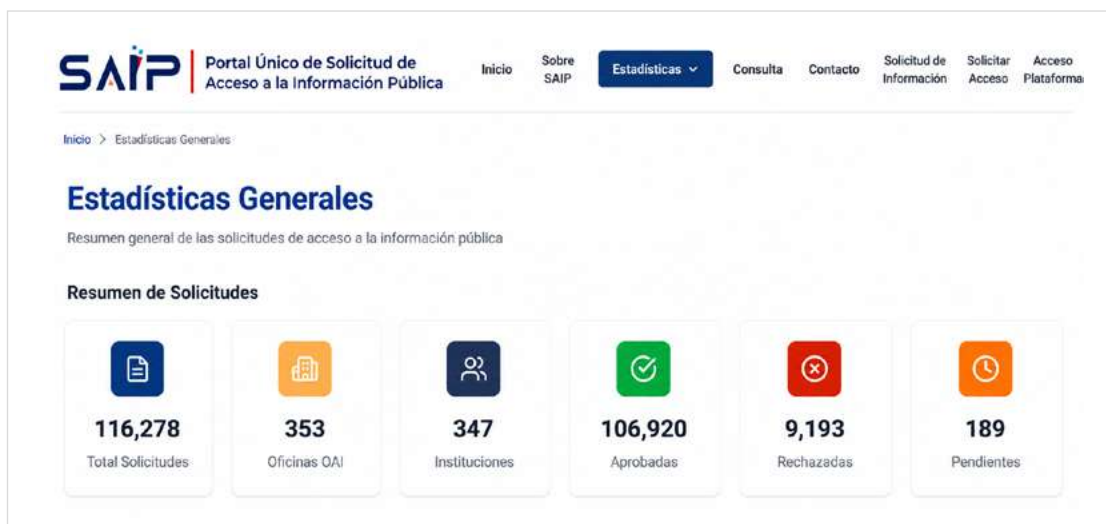 SAIP
Portal Único de Solicitud de
Acceso a la Información Pública
Inicio
Sobre
SAIP
Estadísticas
Consulta
Contacto
Solicitud de
Información
Solicitar
Acceso
Acceso
Plataforma
Inicio > Estadísticas Generales
Estadísticas Generales
Resumen general de las solicitudes de acceso a la información pública
Resumen de Solicitudes
116,278
Total Solicitudes
353
Oficinas OAI
347
Instituciones
106,920
Aprobadas
9,193
Rechazadas
189
Pendientes